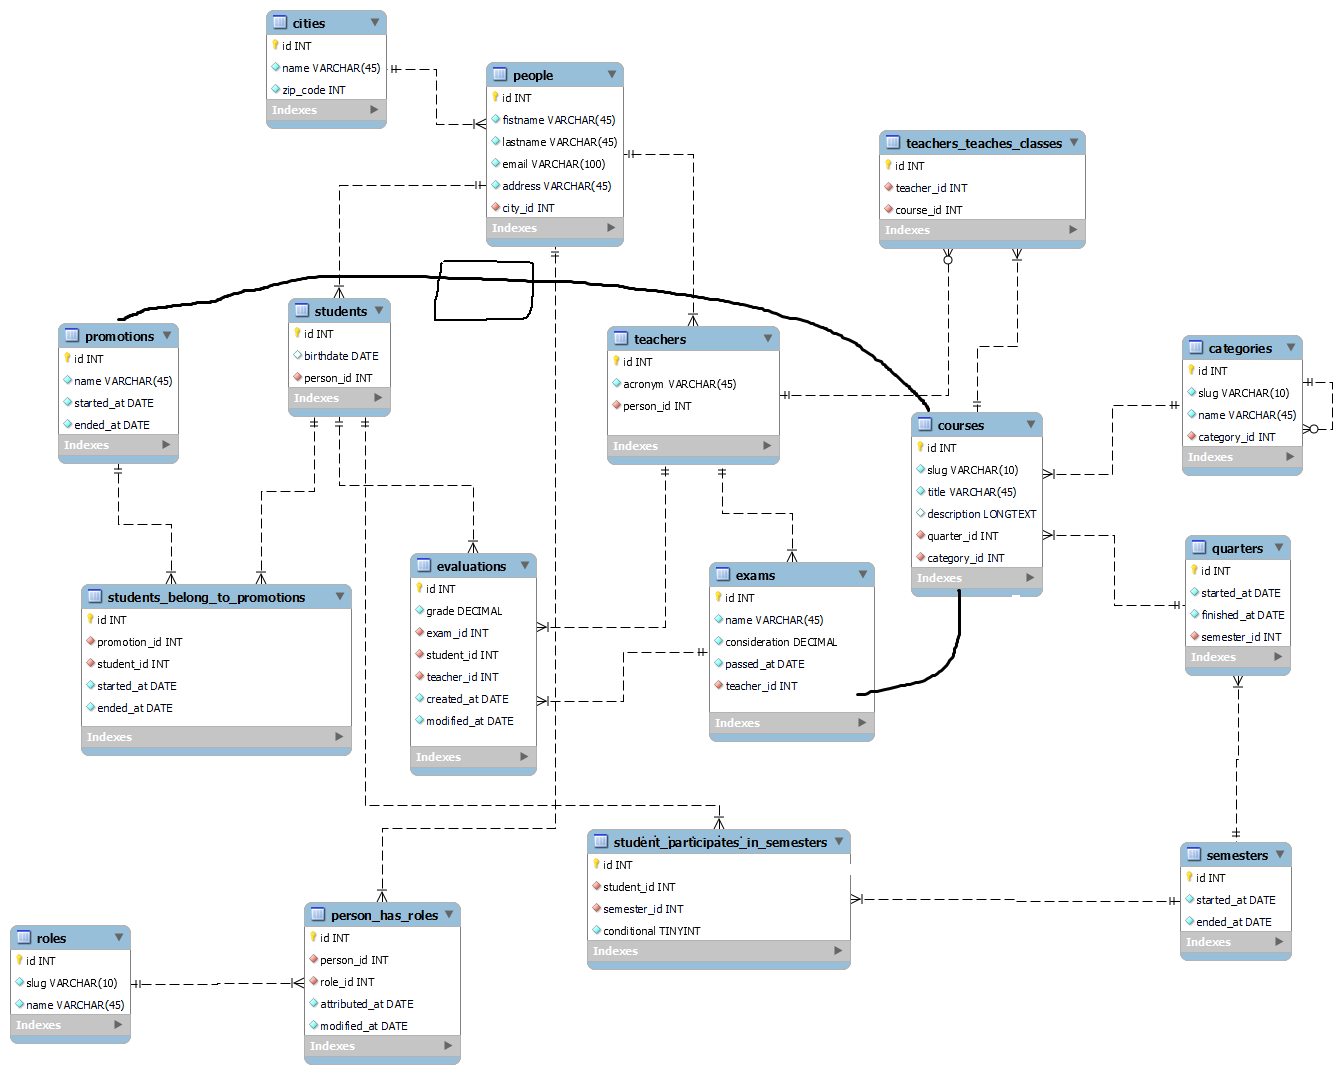 cities
id INT
name VARCHAR(45)
zip_code INT
Indexes
people
id INT
fistname VARCHAR(45)
lastname VARCHAR(45)
email VARCHAR(100)
address VARCHAR(45)
city_id INT
Indexes
teachers_teaches_classes
id INT
teacher_id INT
course_id INT
Indexes
promotions
id INT
name VARCHAR(45)
started_at DATE
ended_at DATE
Indexes
students
id INT
birthdate DATE
person_id INT
Indexes
teachers
id INT
acronym VARCHAR(45)
person_id INT
Indexes
courses
id INT
slug VARCHAR(10)
title VARCHAR(45)
description LONGTEXT
quarter_id INT
category_id INT
Indexes
categories
id INT
slug VARCHAR(10)
name VARCHAR(45)
category_id INT
Indexes
students_belong_to_promotions
id INT
promotion_id INT
student_id INT
started_at DATE
ended_at DATE
Indexes
evaluations
id INT
grade DECIMAL
exam_id INT
student_id INT
teacher_id INT
created_at DATE
modified_at DATE
Indexes
exams
id INT
name VARCHAR(45)
consideration DECIMAL
passed_at DATE
teacher_id INT
Indexes
quarters
id INT
started_at DATE
finished_at DATE
semester_id INT
Indexes
student_participates_in_semesters
id INT
student_id INT
semester_id INT
conditional TINYINT
Indexes
semesters
id INT
started_at DATE
ended_at DATE
Indexes
roles
id INT
slug VARCHAR(10)
name VARCHAR(45)
Indexes
person_has_roles
id INT
person_id INT
role_id INT
attributed_at DATE
modified_at DATE
Indexes